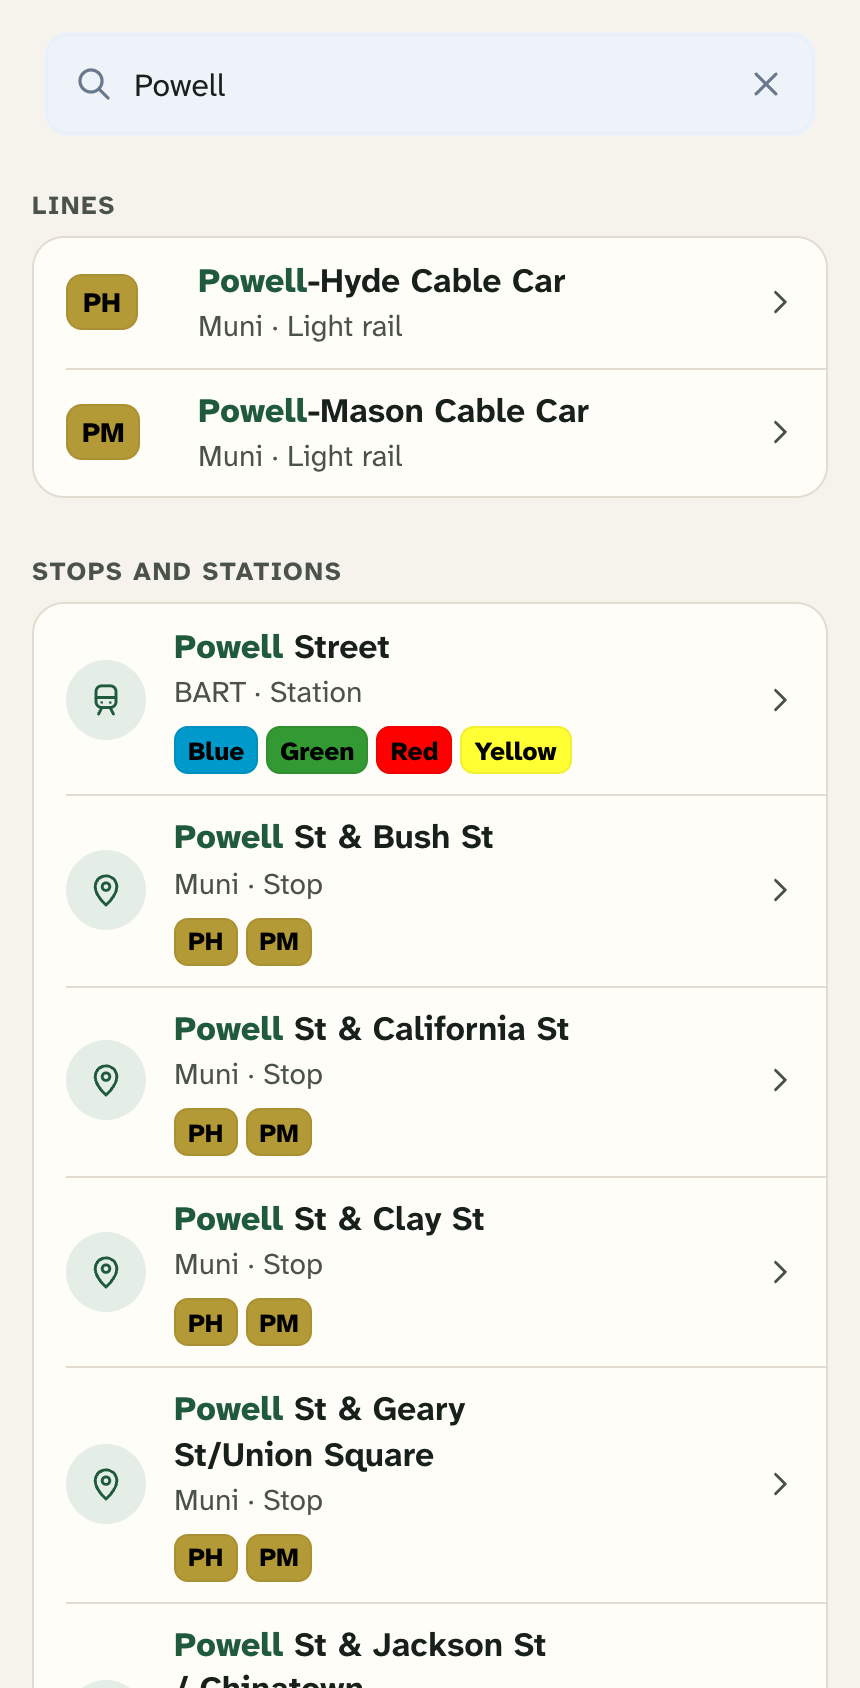 Powell
LINES
PH
Powell-Hyde Cable Car
Muni · Light rail
PM
Powell-Mason Cable Car
Muni · Light rail
STOPS AND STATIONS
Powell Street
BART · Station
Blue Green Red Yellow
Powell St & Bush St
Muni · Stop
PH PM
Powell St & California St
Muni · Stop
PH PM
Powell St & Clay St
Muni · Stop
PH PM
Powell St & Geary
St/Union Square
Muni · Stop
PH PM
Powell St & Jackson St
/ Chinatown